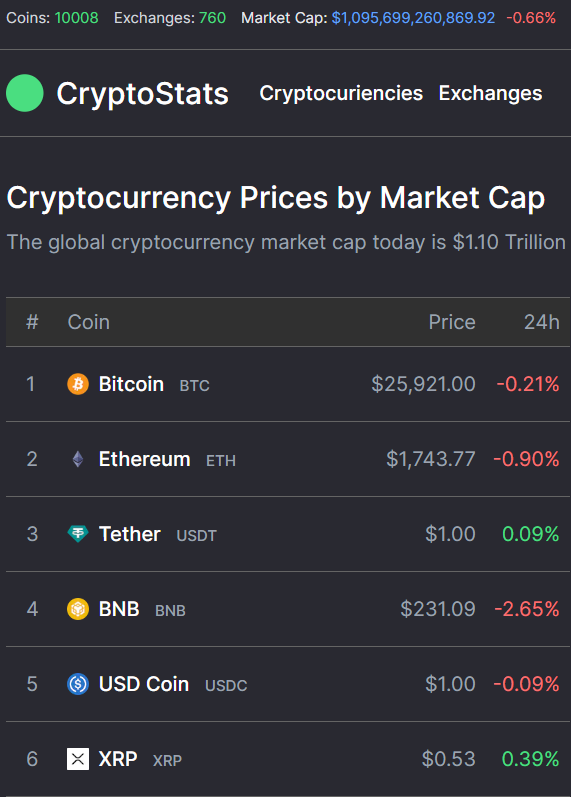 Coins: 10008 Exchanges: 760 Market Cap: $1,095,699,260,869.92 -0.66%
CryptoStats Cryptocuriencies Exchanges
Cryptocurrency Prices by Market Cap
The global cryptocurrency market cap today is $1.10 Trillion
# Coin Price 24h
1 Bitcoin BTC $25,921.00 -0.21%
2 Ethereum ETH $1,743.77 -0.90%
3 Tether USDT $1.00 0.09%
4 BNB BNB $231.09 -2.65%
5 USD Coin USDC $1.00 -0.09%
6 XRP XRP $0.53 0.39%